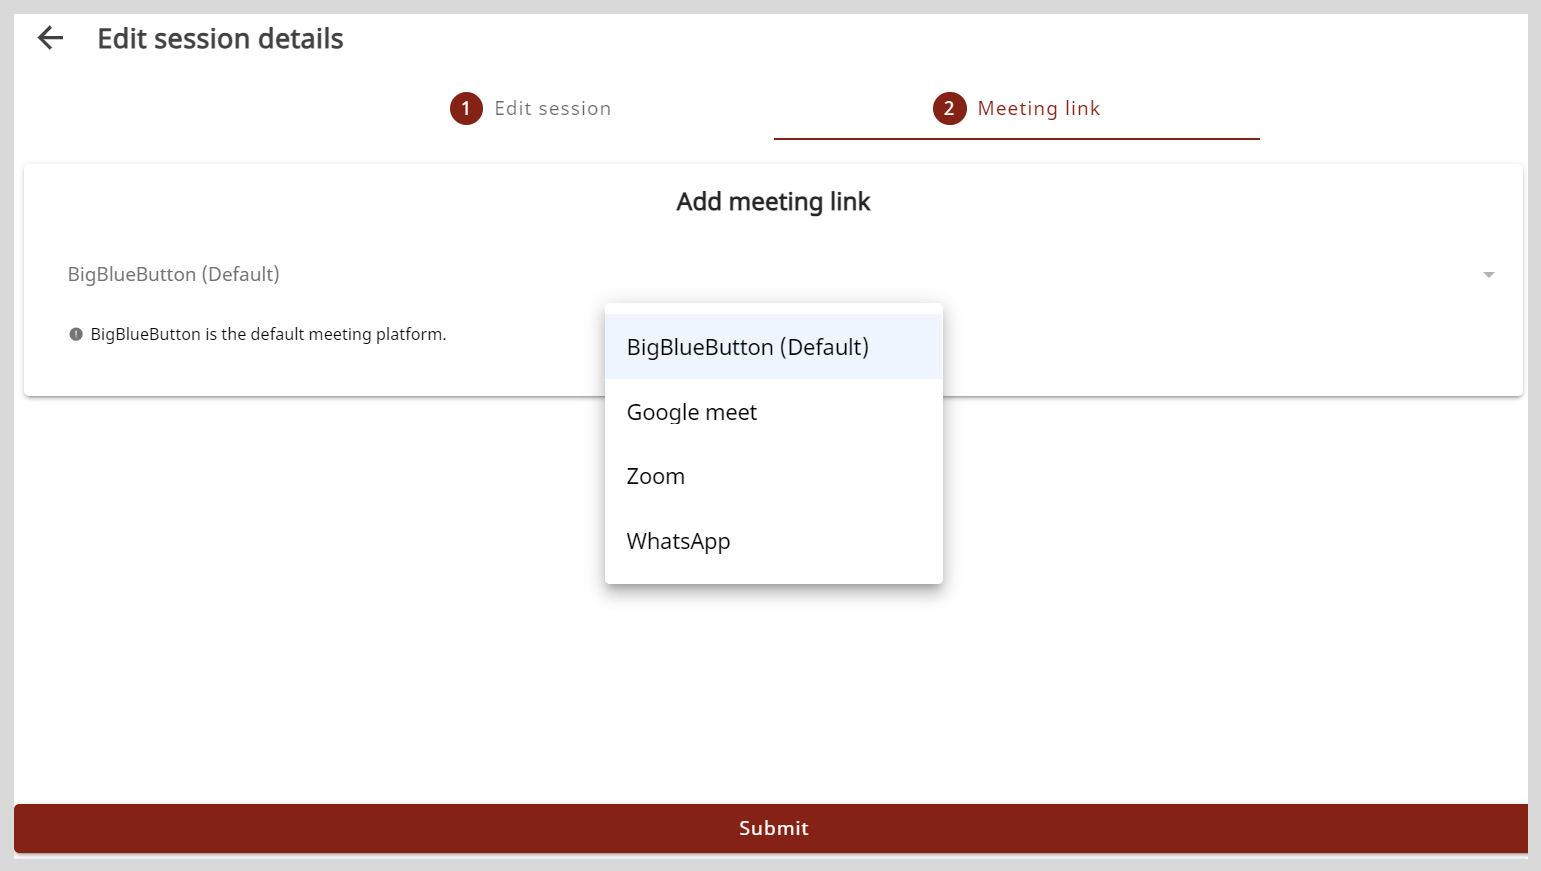 Edit session details
1 Edit session
2 Meeting link
Add meeting link
BigBlueButton (Default)
BigBlueButton is the default meeting platform.
BigBlueButton (Default)
Google meet
Zoom
WhatsApp
Submit